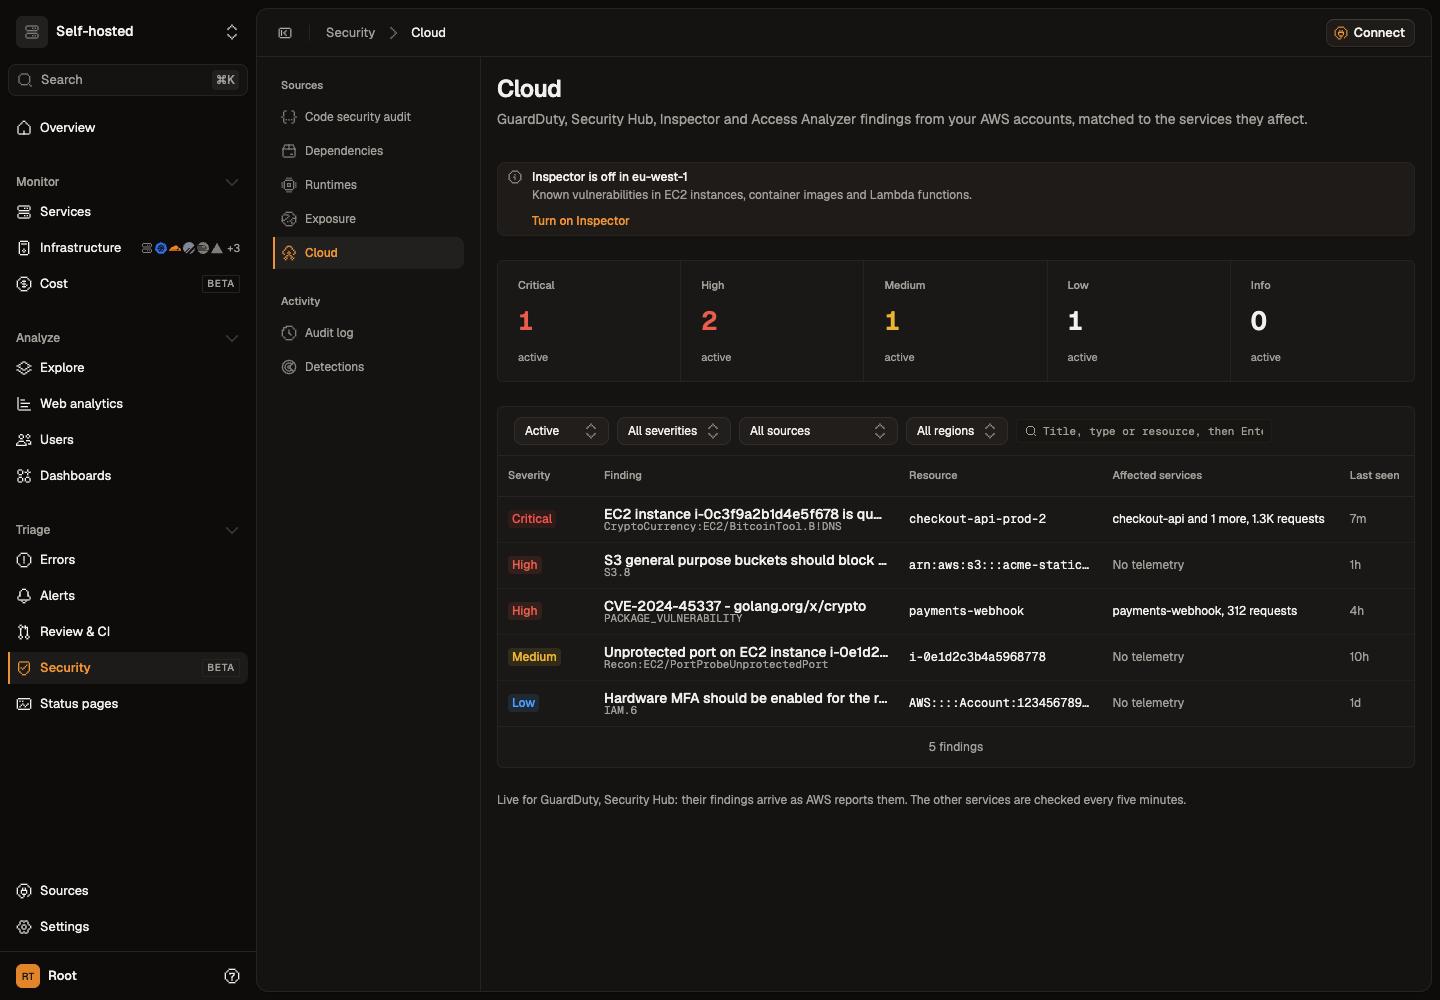 Self-hosted
Search ⌘K
Overview
Monitor
Services
Infrastructure +3
Cost BETA
Analyze
Explore
Web analytics
Users
Dashboards
Triage
Errors
Alerts
Review & CI
Security BETA
Status pages
Sources
Settings
RT Root
Security Cloud
Connect
Sources
Code security audit
Dependencies
Runtimes
Exposure
Cloud
Activity
Audit log
Detections
Cloud
GuardDuty, Security Hub, Inspector and Access Analyzer findings from your AWS accounts, matched to the services they affect.
Inspector is off in eu-west-1
Known vulnerabilities in EC2 instances, container images and Lambda functions.
Turn on Inspector
Critical High Medium Low Info
1 2 1 1 0
active active active active active
Active All severities All sources All regions Title, type or resource, then Ente
Severity Finding Resource Affected services Last seen
Critical EC2 instance i-0c3f9a2b1d4e5f678 is qu... checkout-api-prod-2 checkout-api and 1 more, 1.3K requests 7m
CryptoCurrency:EC2/BitcoinTool.B!DNS
High S3 general purpose buckets should block ... arn:aws:s3:::acme-static… No telemetry 1h
S3.8
High CVE-2024-45337 - golang.org/x/crypto payments-webhook payments-webhook, 312 requests 4h
PACKAGE_VULNERABILITY
Medium Unprotected port on EC2 instance i-0e1d2... i-0e1d2c3b4a5968778 No telemetry 10h
Recon:EC2/PortProbeUnprotectedPort
Low Hardware MFA should be enabled for the r... AWS::::Account:123456789… No telemetry 1d
IAM.6
5 findings
Live for GuardDuty, Security Hub: their findings arrive as AWS reports them. The other services are checked every five minutes.